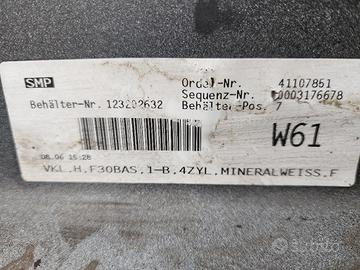 SMP
Order-Nr. 41107851
Sequenz-Nr. 0003176678
Behälter-Nr. 123202632 Behälter-Pos. 7
W61
08.06 15:28
VKL.H.F30BAS.1-B.4ZYL.MINERALWEISS.F
subito